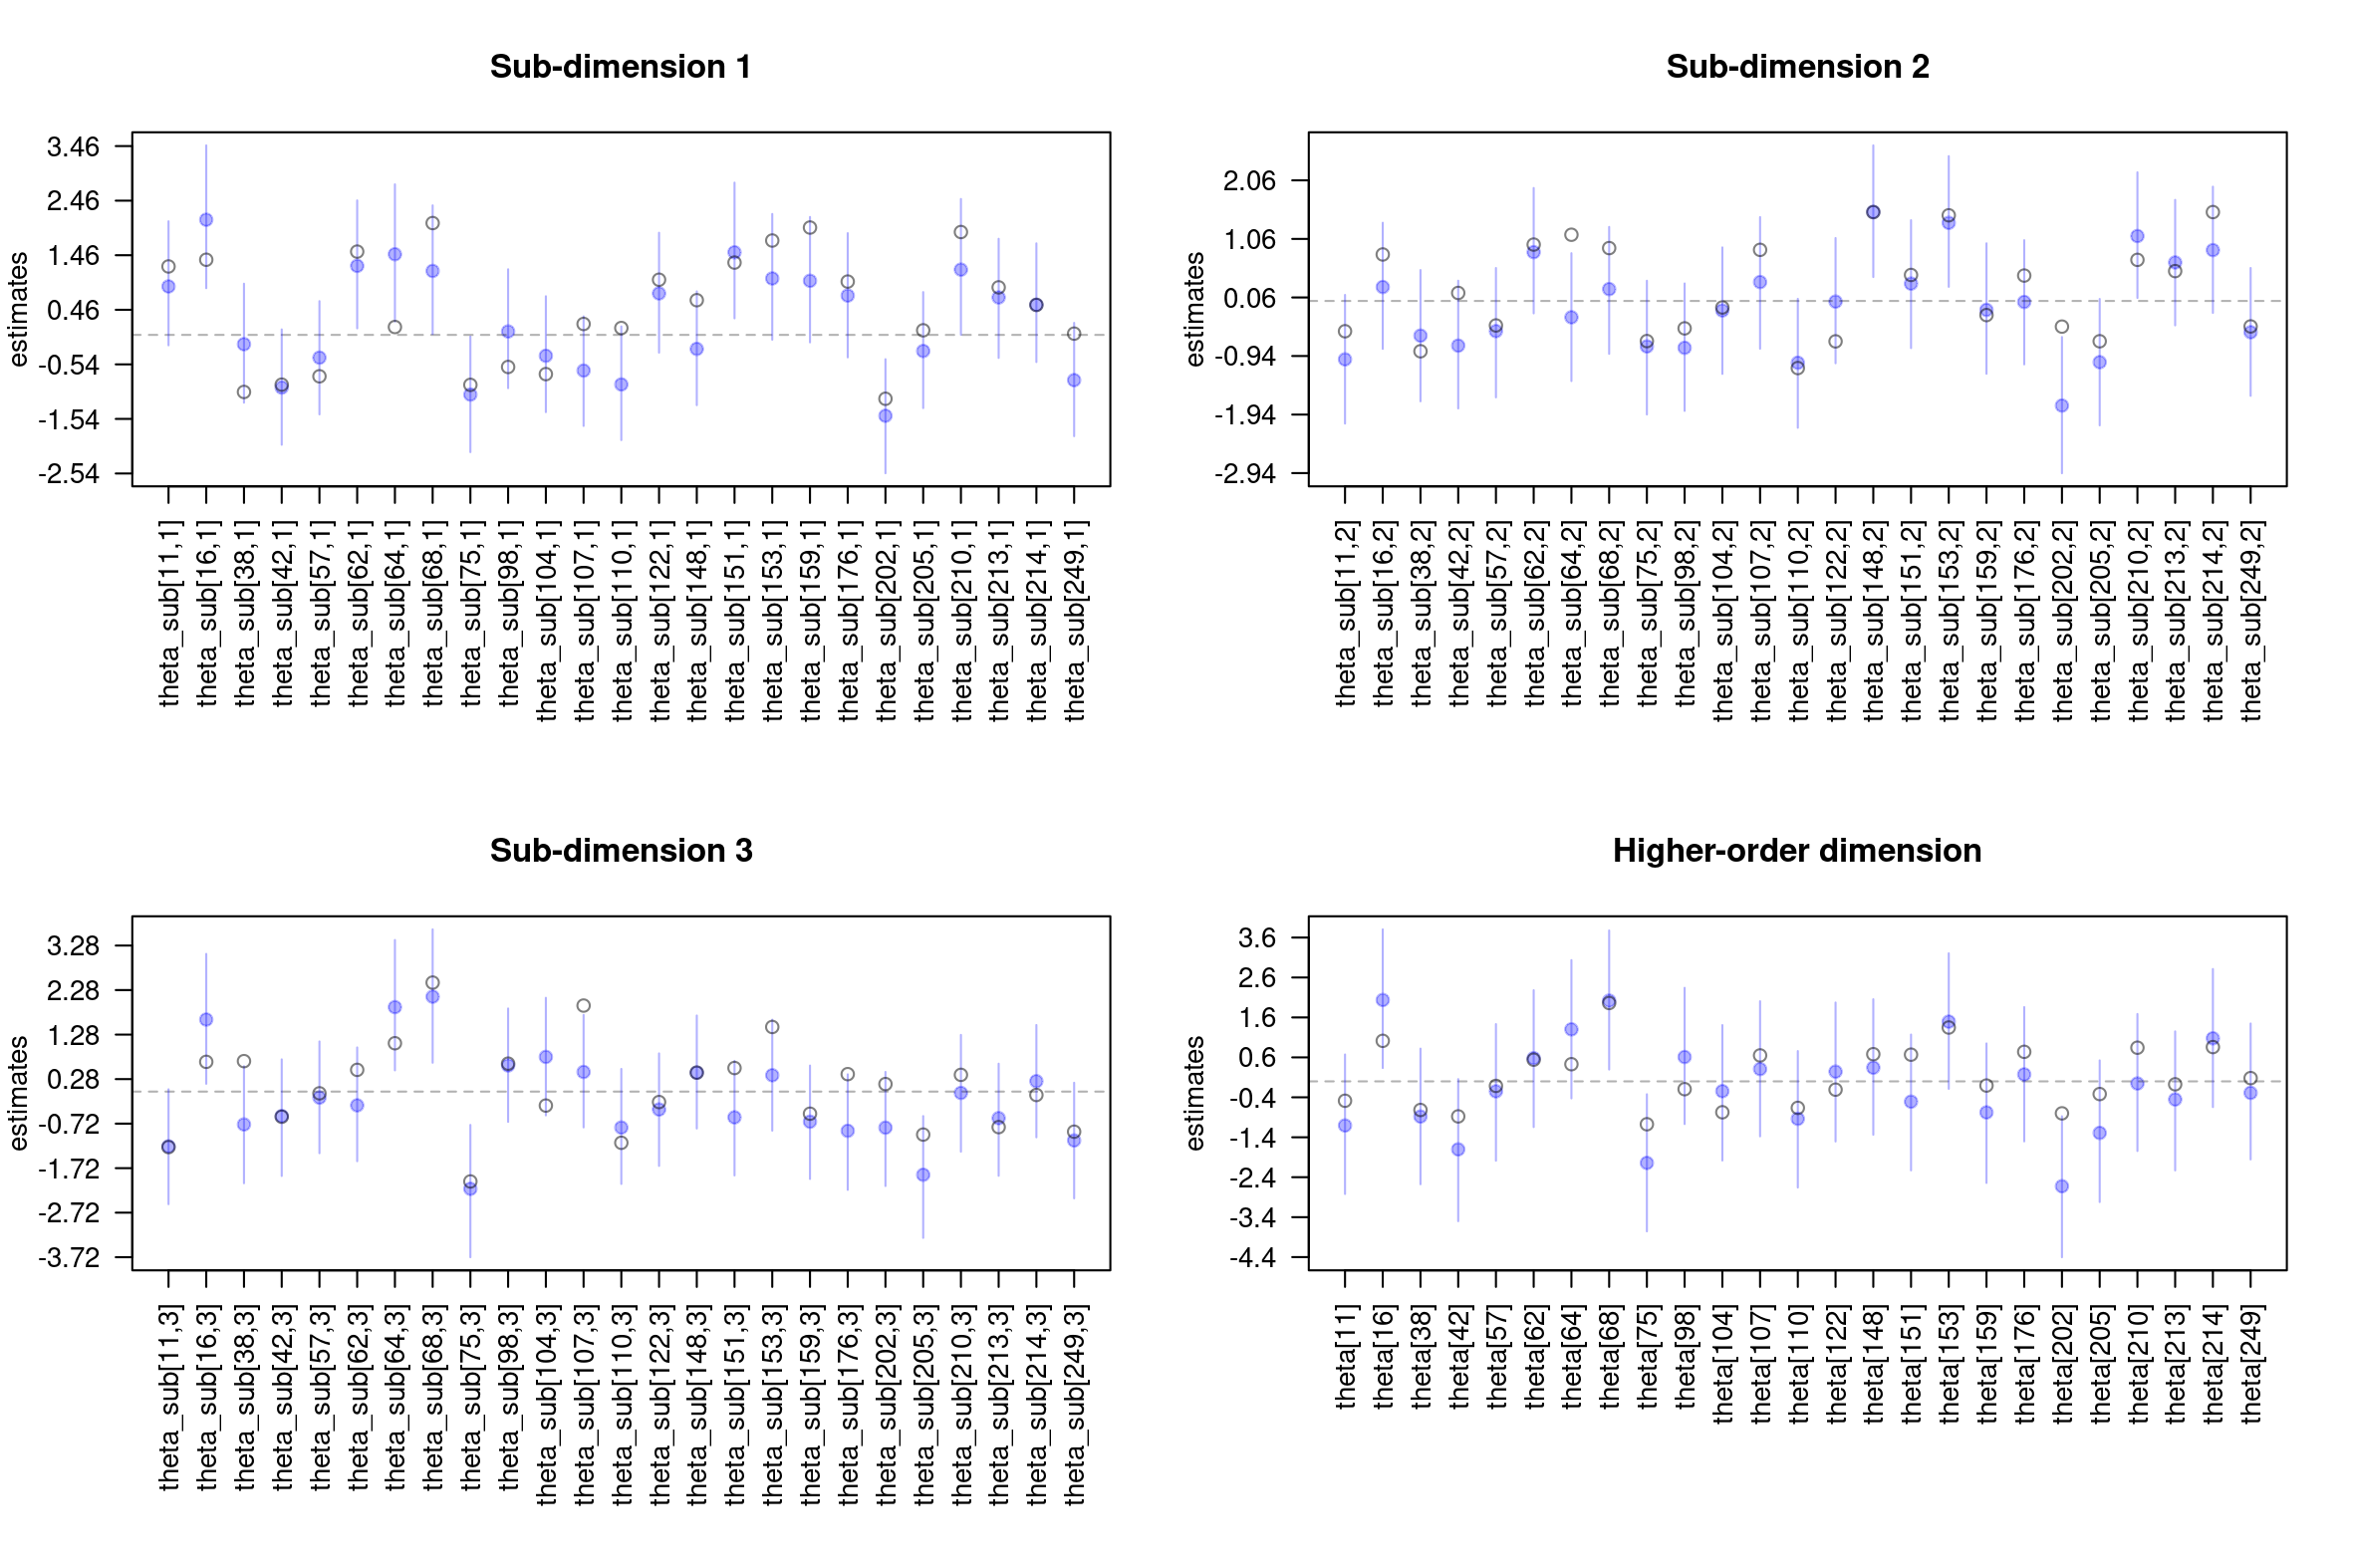 Sub-dimension 1
estimates
3.46
2.46
1.46
0.46
-0.54
-1.54
-2.54
theta_sub[11,1]
theta_sub[16,1]
theta_sub[38,1]
theta_sub[42,1]
theta_sub[57,1]
theta_sub[62,1]
theta_sub[64,1]
theta_sub[68,1]
theta_sub[75,1]
theta_sub[98,1]
theta_sub[104,1]
theta_sub[107,1]
theta_sub[110,1]
theta_sub[122,1]
theta_sub[148,1]
theta_sub[151,1]
theta_sub[153,1]
theta_sub[159,1]
theta_sub[176,1]
theta_sub[202,1]
theta_sub[205,1]
theta_sub[210,1]
theta_sub[213,1]
theta_sub[214,1]
theta_sub[249,1]
Sub-dimension 2
estimates
2.06
1.06
0.06
-0.94
-1.94
-2.94
theta_sub[11,2]
theta_sub[16,2]
theta_sub[38,2]
theta_sub[42,2]
theta_sub[57,2]
theta_sub[62,2]
theta_sub[64,2]
theta_sub[68,2]
theta_sub[75,2]
theta_sub[98,2]
theta_sub[104,2]
theta_sub[107,2]
theta_sub[110,2]
theta_sub[122,2]
theta_sub[148,2]
theta_sub[151,2]
theta_sub[153,2]
theta_sub[159,2]
theta_sub[176,2]
theta_sub[202,2]
theta_sub[205,2]
theta_sub[210,2]
theta_sub[213,2]
theta_sub[214,2]
theta_sub[249,2]
Sub-dimension 3
estimates
3.28
2.28
1.28
0.28
-0.72
-1.72
-2.72
-3.72
theta_sub[11,3]
theta_sub[16,3]
theta_sub[38,3]
theta_sub[42,3]
theta_sub[57,3]
theta_sub[62,3]
theta_sub[64,3]
theta_sub[68,3]
theta_sub[75,3]
theta_sub[98,3]
theta_sub[104,3]
theta_sub[107,3]
theta_sub[110,3]
theta_sub[122,3]
theta_sub[148,3]
theta_sub[151,3]
theta_sub[153,3]
theta_sub[159,3]
theta_sub[176,3]
theta_sub[202,3]
theta_sub[205,3]
theta_sub[210,3]
theta_sub[213,3]
theta_sub[214,3]
theta_sub[249,3]
Higher-order dimension
estimates
3.6
2.6
1.6
0.6
-0.4
-1.4
-2.4
-3.4
-4.4
theta[11]
theta[16]
theta[38]
theta[42]
theta[57]
theta[62]
theta[64]
theta[68]
theta[75]
theta[98]
theta[104]
theta[107]
theta[110]
theta[122]
theta[148]
theta[151]
theta[153]
theta[159]
theta[176]
theta[202]
theta[205]
theta[210]
theta[213]
theta[214]
theta[249]